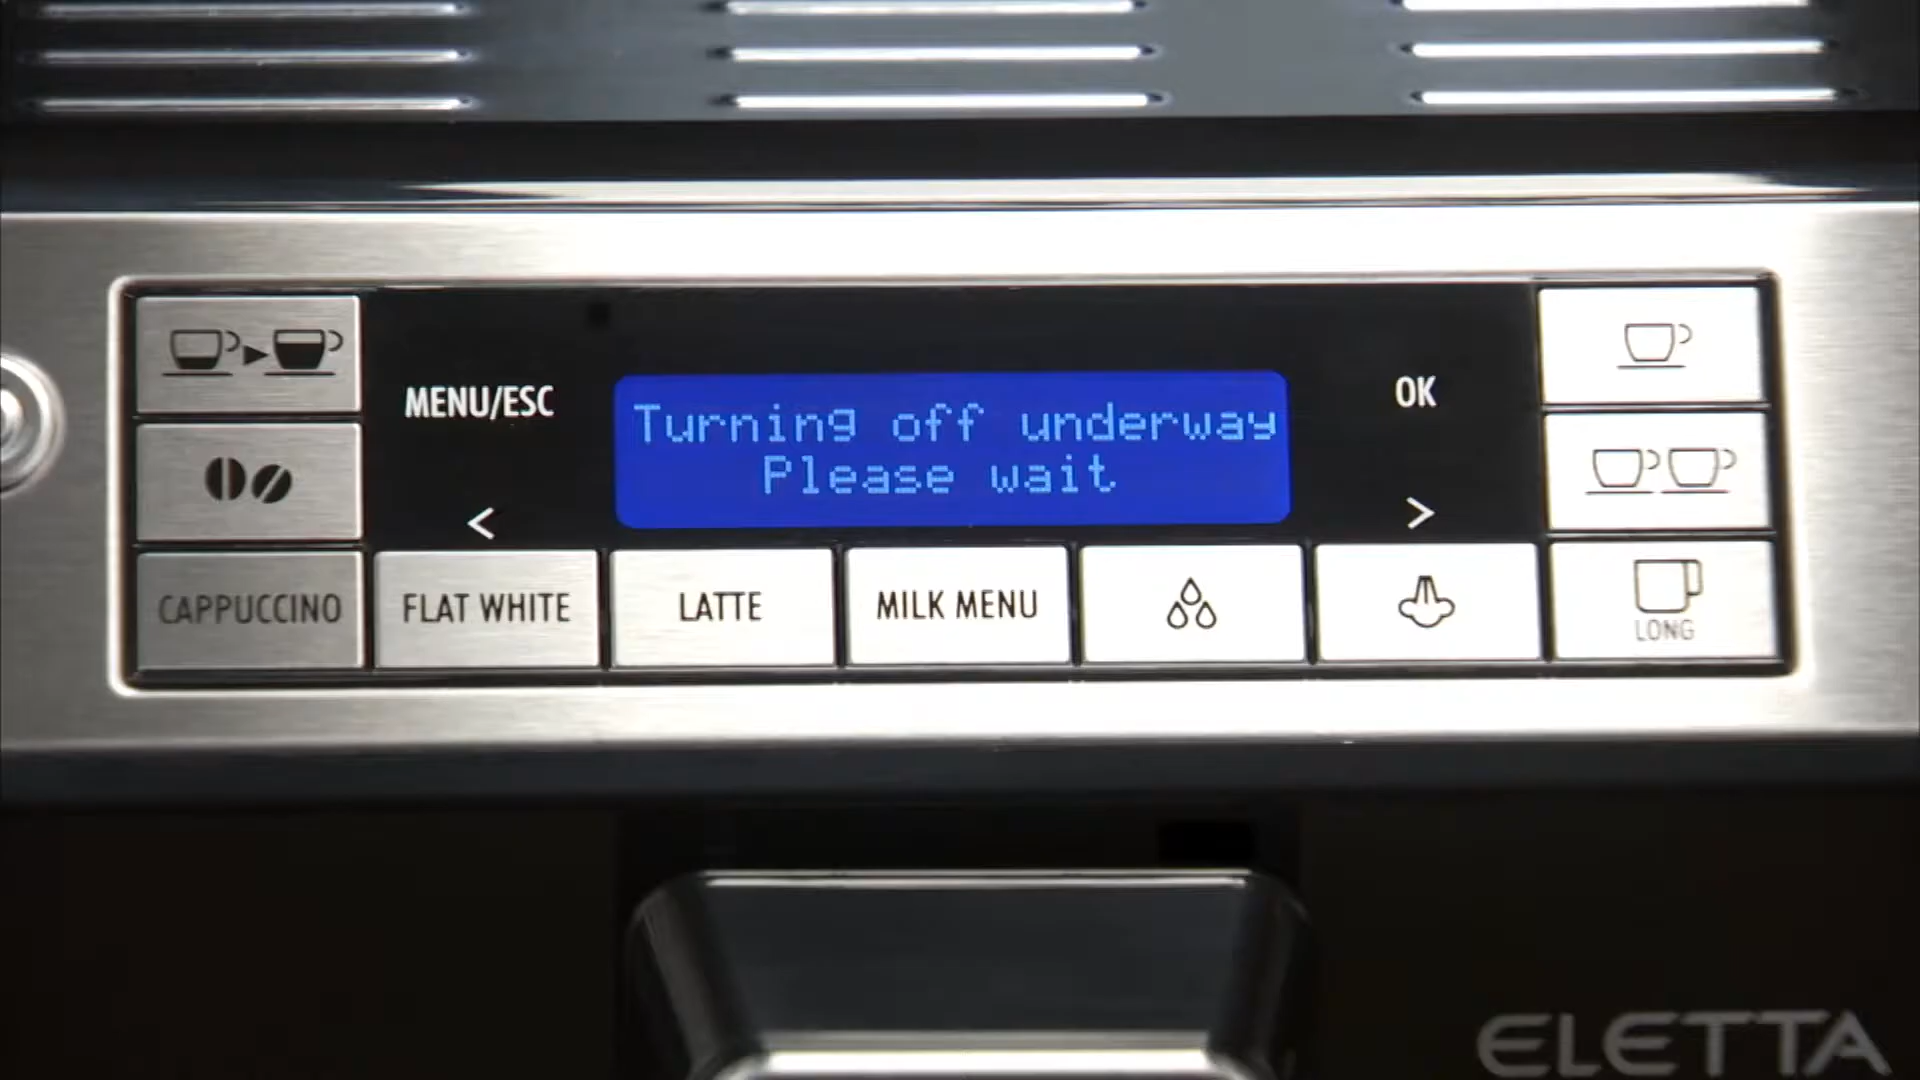 MENU/ESC
Turning off underway
Please wait
OK
<
>
CAPPUCCINO
FLAT WHITE
LATTE
MILK MENU
LONG
ELETTA